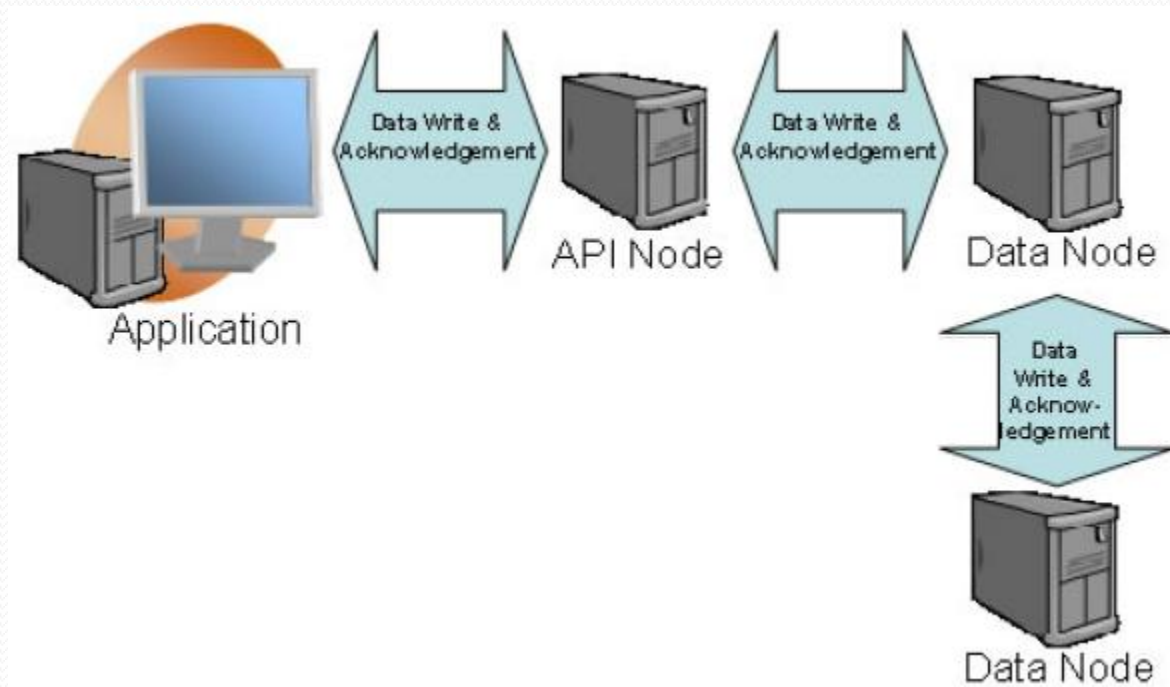 Data Write &
Acknowledgement
Data Write &
Acknowledgement
API Node
Data Node
Application
Data
Write &
Acknow-
ledgement
Data Node